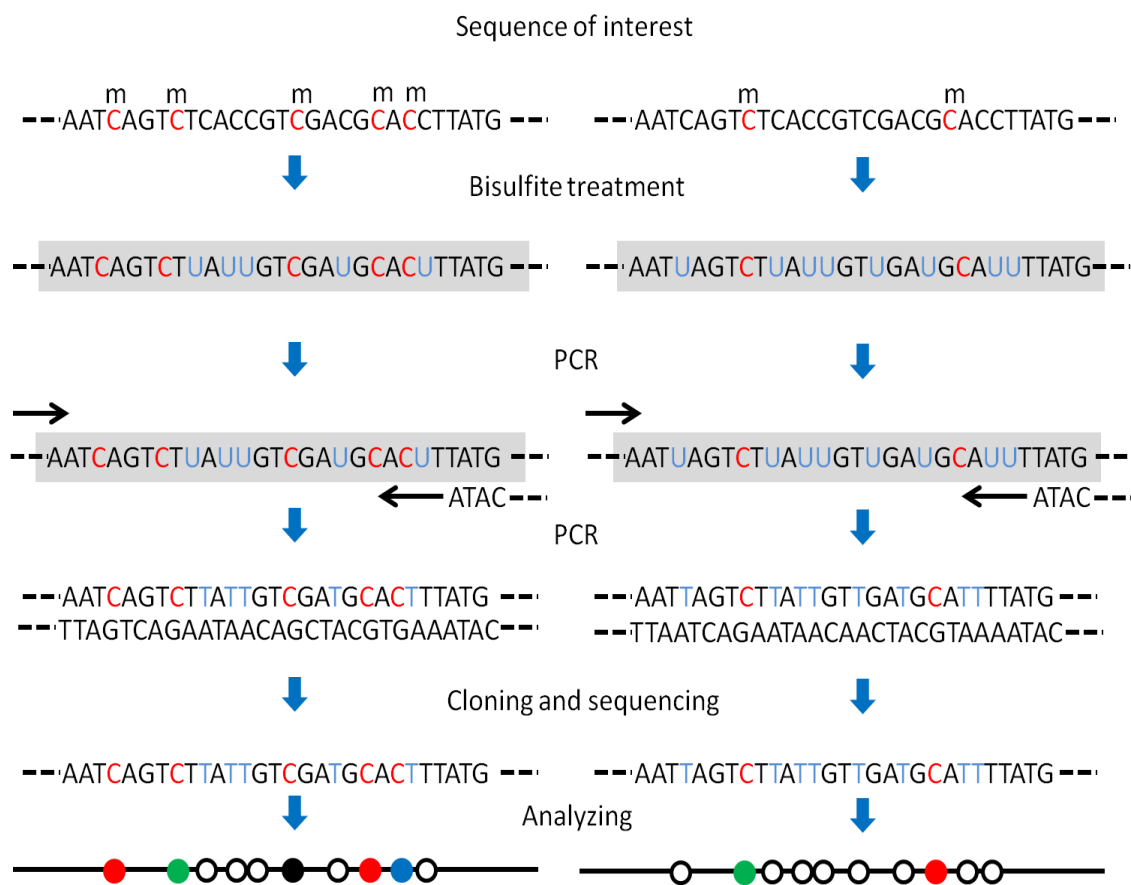 Sequence of interest
m m m m m
m m
AATCAGTCTCACCGTCGACGCACCTTATG
AATCAGTCTCACCGTCGACGCACCTTATG
Bisulfite treatment
AATCAGTCTUAUUGTCGAUGCACUTTATG
AATUAGTCTUAUUGTUGAUGCAUUTTATG
PCR
AATCAGTCTUAUUGTCGAUGCACUTTATG
AATUAGTCTUAUUGTUGAUGCAUUTTATG
ATAC
ATAC
PCR
AATCAGTCTTATTGTCGATGCACTTTATG
TTAGTCAGAATAACAGCTACGTGAAATAC
AATTAGTCTTATTGTTGATGCATTTTATG
TTAATCAGAATAACAACTACGTAAAATAC
Cloning and sequencing
AATCAGTCTTATTGTCGATGCACTTTATG
AATTAGTCTTATTGTTGATGCATTTTATG
Analyzing